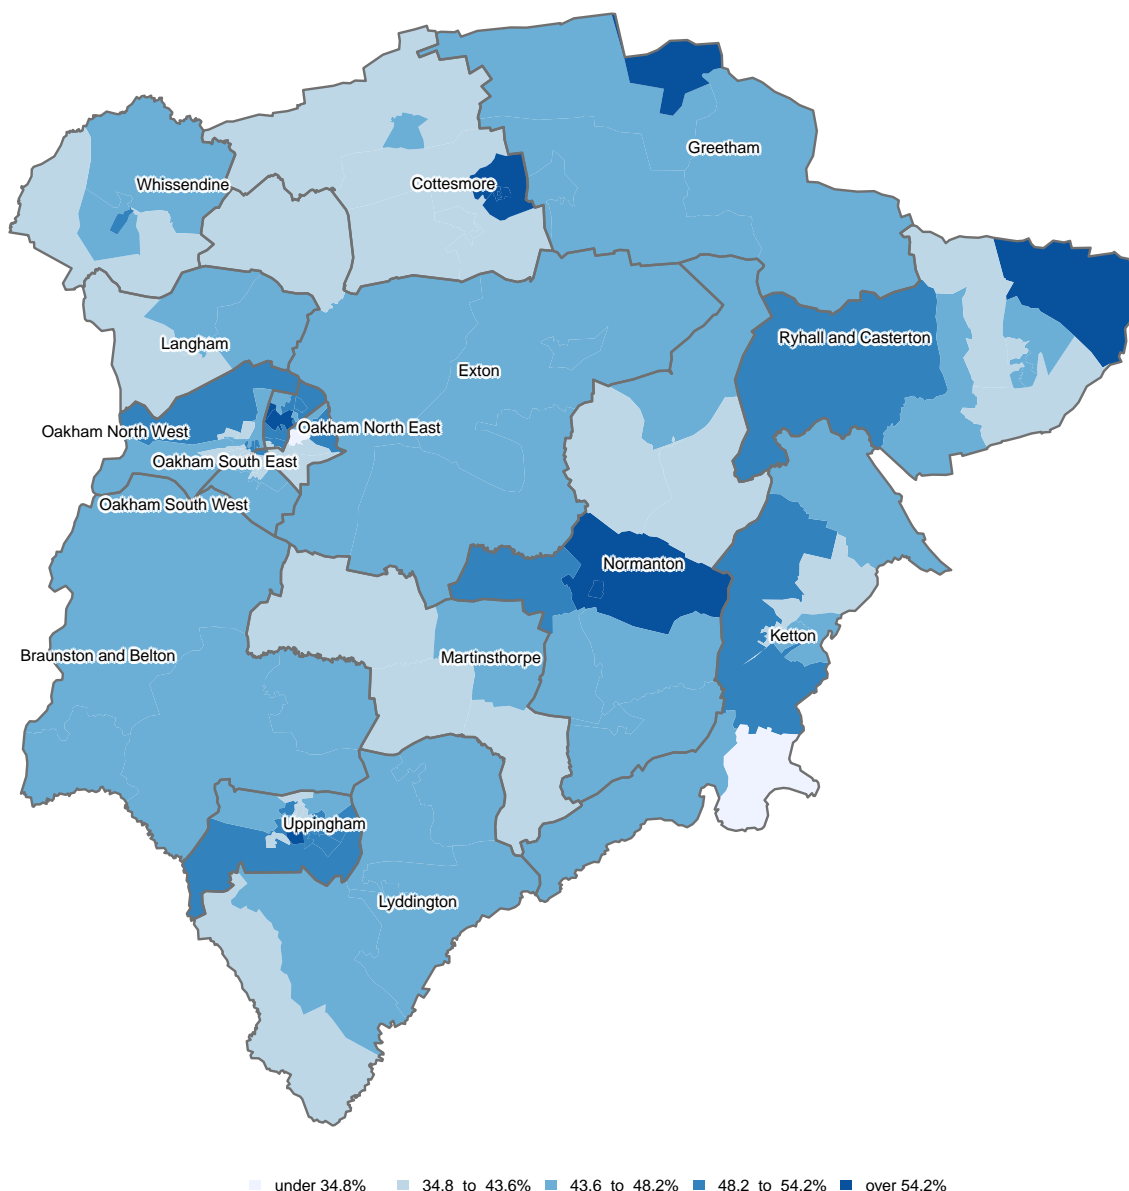 Greetham
Whissendine
Cottesmore
Ryhall and Casterton
Langham
Exton
Oakham North East
Oakham North West
Oakham South East
Oakham South West
Normanton
Ketton
Braunston and Belton
Martinsthorpe
Uppingham
Lyddington
under 34.8% 34.8 to 43.6% 43.6 to 48.2% 48.2 to 54.2% over 54.2%